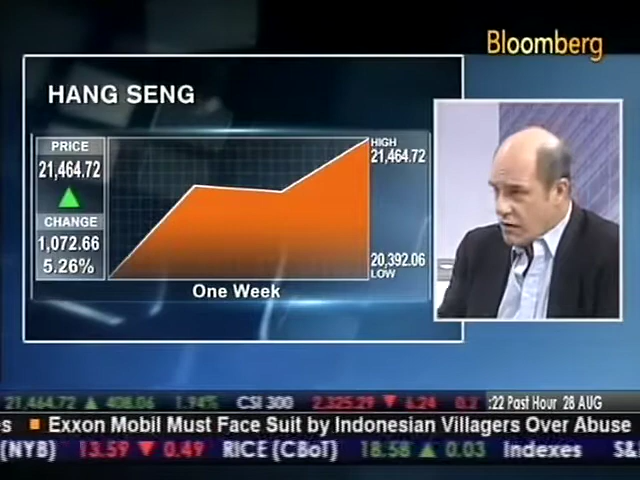 Bloomberg
HANG SENG
PRICE
21,464.72
CHANGE
1,072.66
5.26%
HIGH
21,464.72
20,392.06
LOW
One Week
21,464.72 ▲ 408.06 1.94% CSI 300 2,325.29 ▼ 6.24 0.2
:22 Past Hour 28 AUG
s ■ Exxon Mobil Must Face Suit by Indonesian Villagers Over Abuse
(NYB) 13.59 ▼ 0.49 RICE (CBoT) 18.58 ▲ 0.03 Indexes S&